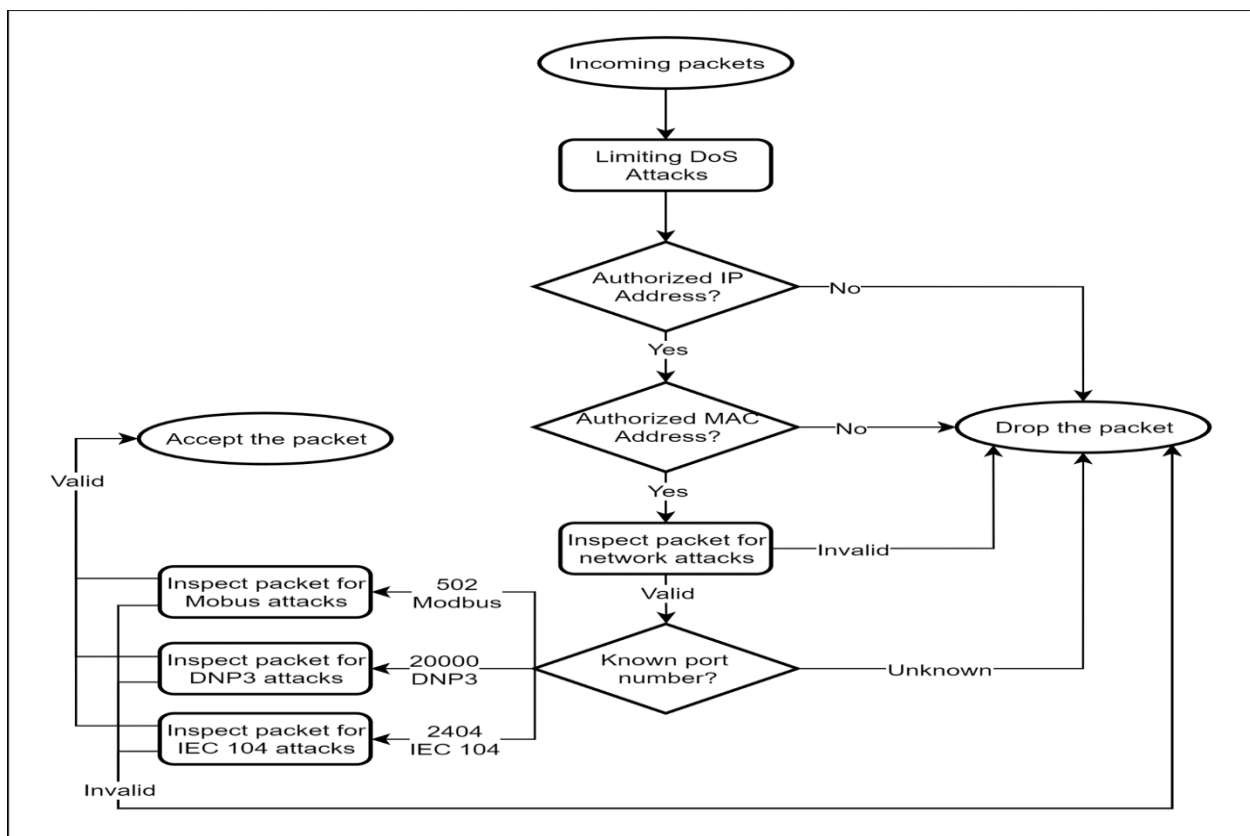 Incoming packets
Limiting DoS
Attacks
Authorized IP
Address?
No
Yes
Authorized MAC
Address?
No
Drop the packet
Accept the packet
Valid
Yes
Inspect packet for
network attacks
Invalid
Valid
Inspect packet for
Mobus attacks
502
Modbus
Inspect packet for
DNP3 attacks
20000
DNP3
Known port
number?
Unknown
Inspect packet for
IEC 104 attacks
2404
IEC 104
Invalid